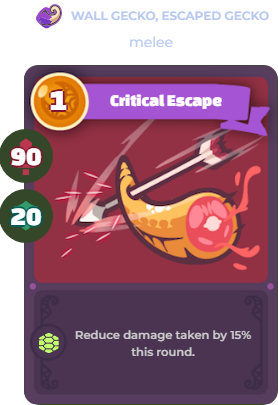 WALL GECKO, ESCAPED GECKO
melee
1
Critical Escape
90
20
Reduce damage taken by 15%
this round.